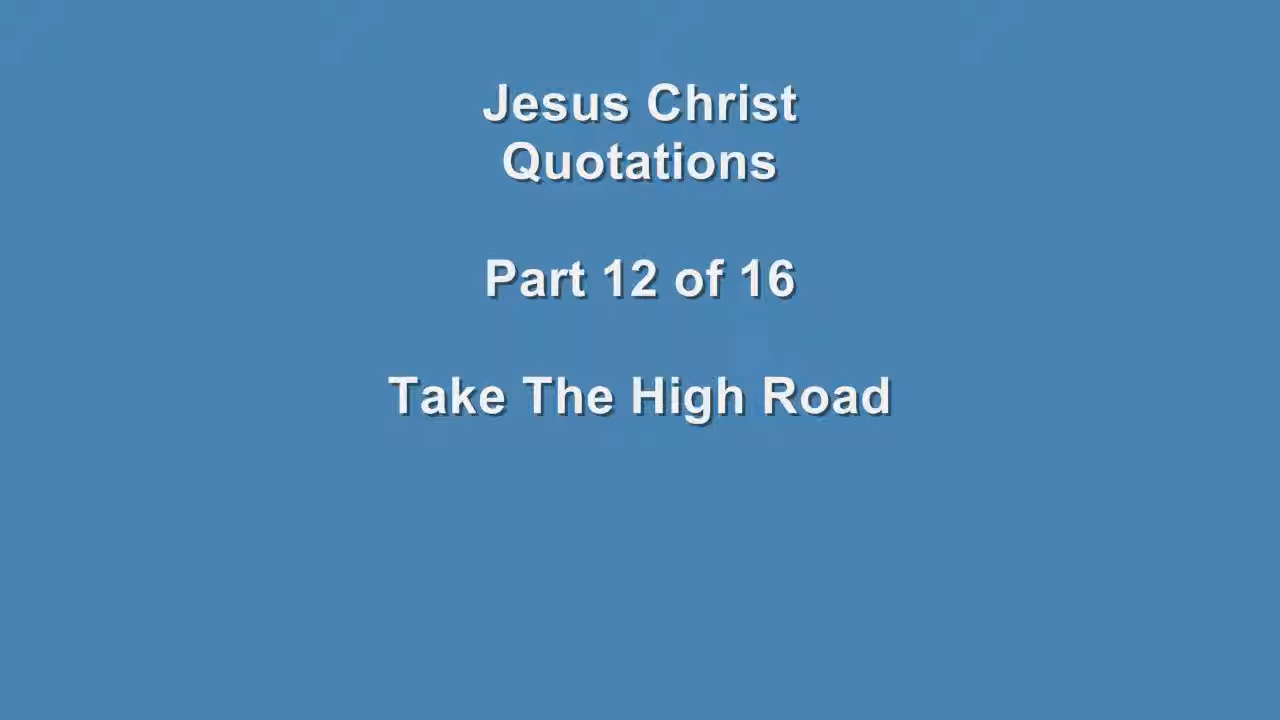 Jesus Christ
Quotations
Part 12 of 16
Take The High Road